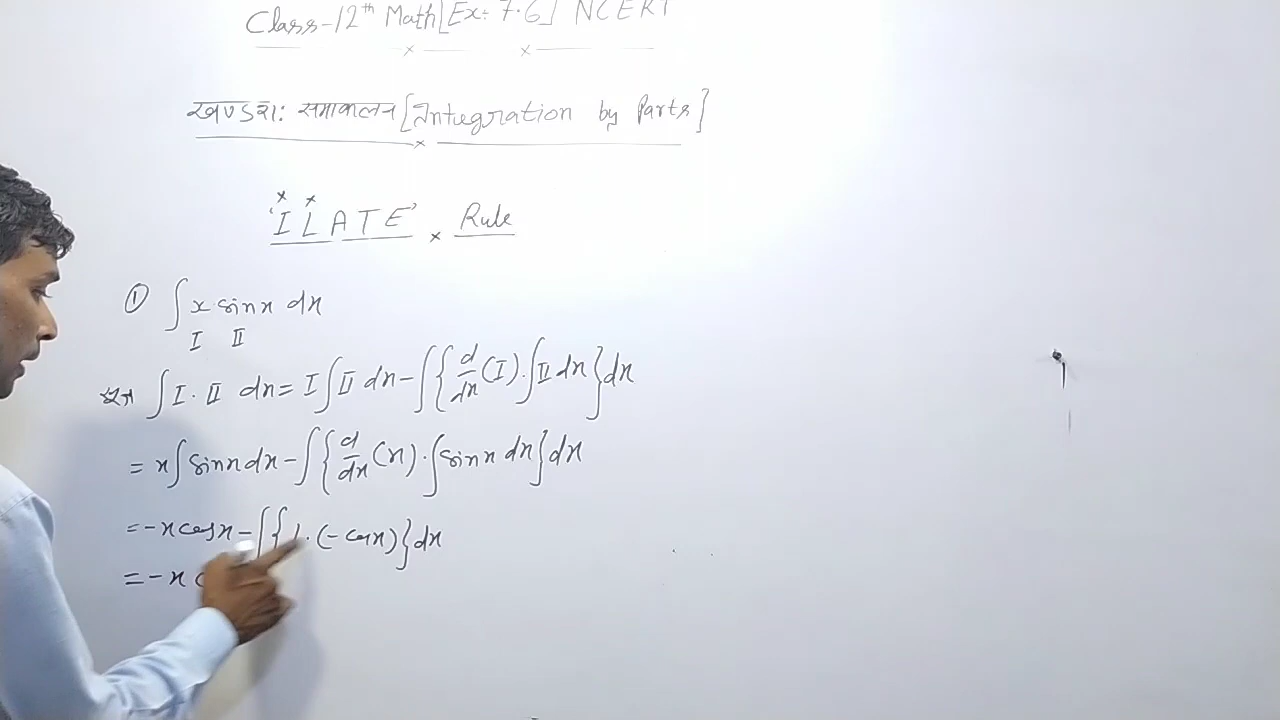 Class-12th Math[Ex: 7.6] NCERT
खण्डशः समाकलन [Integration by Parts]
'ILATE' Rule
① ∫ x sinx dx
I II
∫ I. II dx = I ∫ II dx - ∫ { d/dx (I). ∫ II dx } dx
= x ∫ sinx dx - ∫ { d/dx (x). ∫ sinx dx } dx
= -x cosx - ∫ { 1. (-cosx) } dx
= -x c